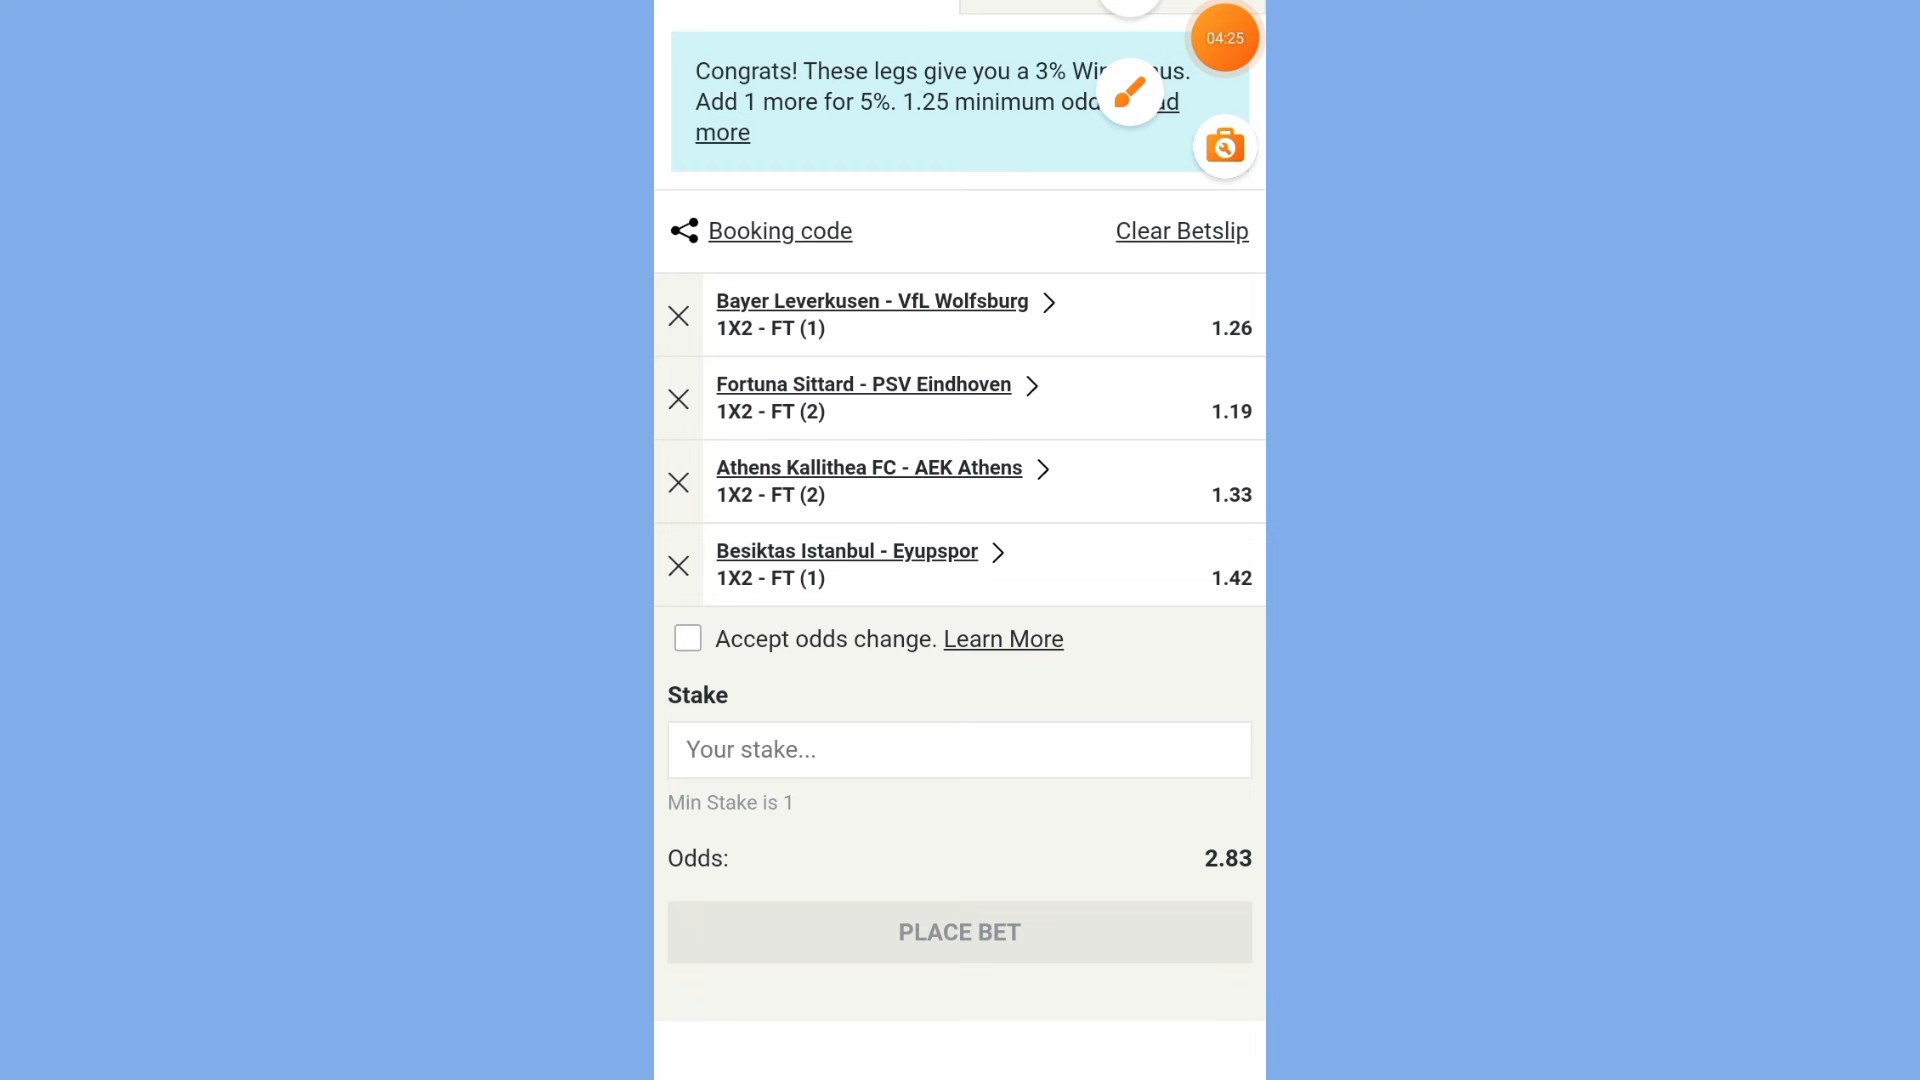 04:25
Congrats! These legs give you a 3% us.
Add 1 more for 5%. 1.25 minimum
more
Booking code
Clear Betslip
Bayer Leverkusen - VfL Wolfsburg
1X2 - FT (1)
1.26
Fortuna Sittard - PSV Eindhoven
1X2 - FT (2)
1.19
Athens Kallithea FC - AEK Athens
1X2 - FT (2)
1.33
Besiktas Istanbul - Eyupspor
1X2 - FT (1)
1.42
Accept odds change. Learn More
Stake
Your stake...
Min Stake is 1
Odds:
2.83
PLACE BET